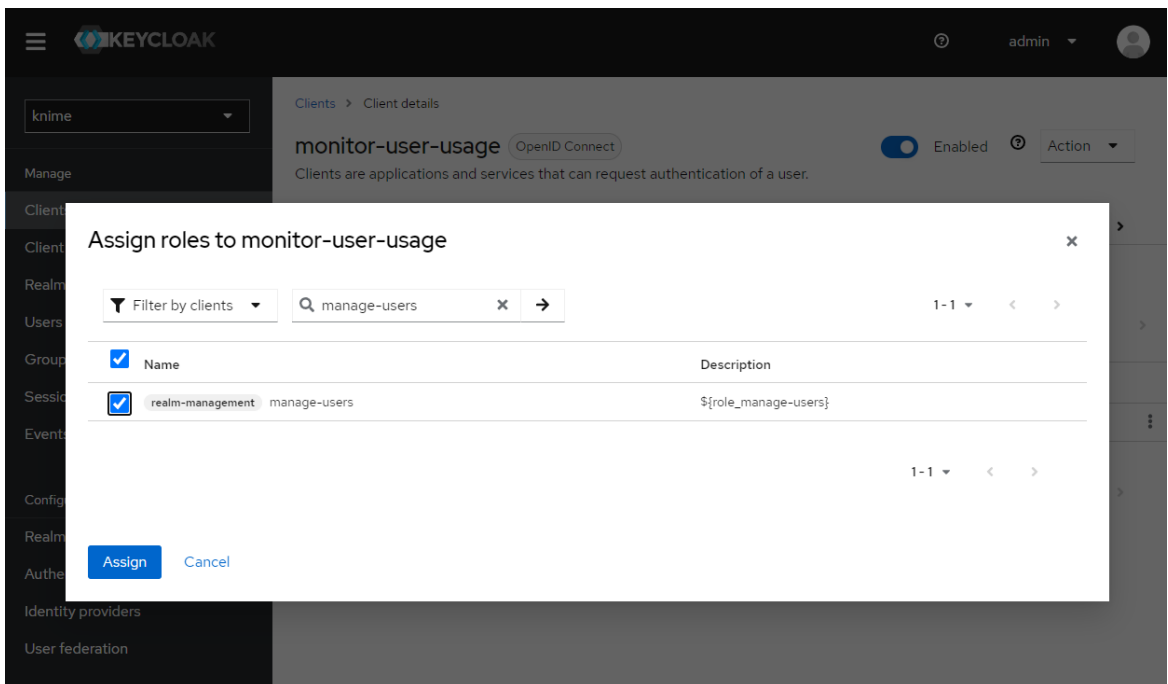 KEYCLOAK
admin
knime
Clients > Client details
monitor-user-usage OpenID Connect
Enabled
Action
Clients are applications and services that can request authentication of a user.
Manage
Client
Client
Realm
Users
Group
Sessio
Event
Config
Realm
Authe
Identity providers
User federation
Assign roles to monitor-user-usage
Filter by clients
manage-users
1-1
Name
Description
realm-management manage-users
${role_manage-users}
1-1
Assign
Cancel